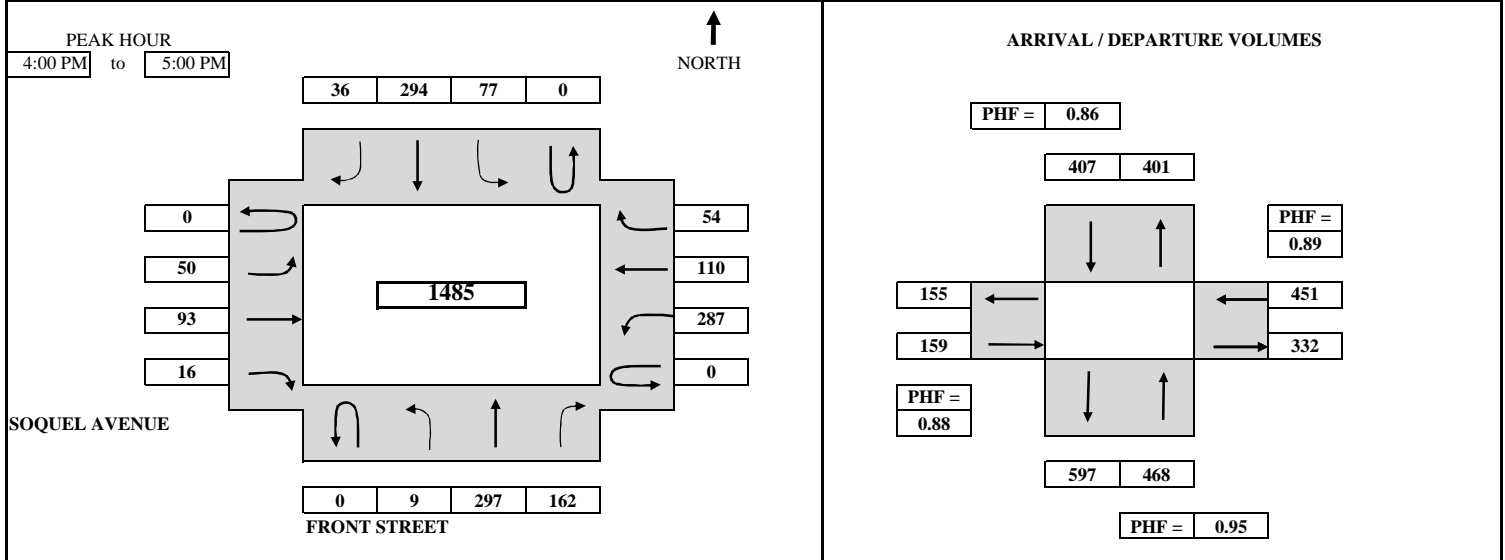 PEAK HOUR
4:00 PM to 5:00 PM
NORTH
36 294 77 0
0 54
50 110
1485
93 287
16 0
SOQUEL AVENUE
0 9 297 162
FRONT STREET
ARRIVAL / DEPARTURE VOLUMES
PHF = 0.86
407 401
PHF =
0.89
155 451
159 332
PHF =
0.88
597 468
PHF = 0.95